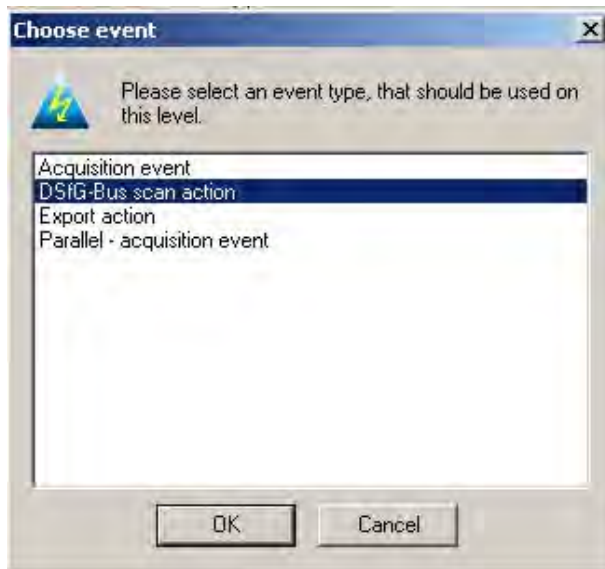 Choose event
Please select an event type, that should be used on
this level.
Acquisition event
DSfG-Bus scan action
Export action
Parallel - acquisition event
OK
Cancel